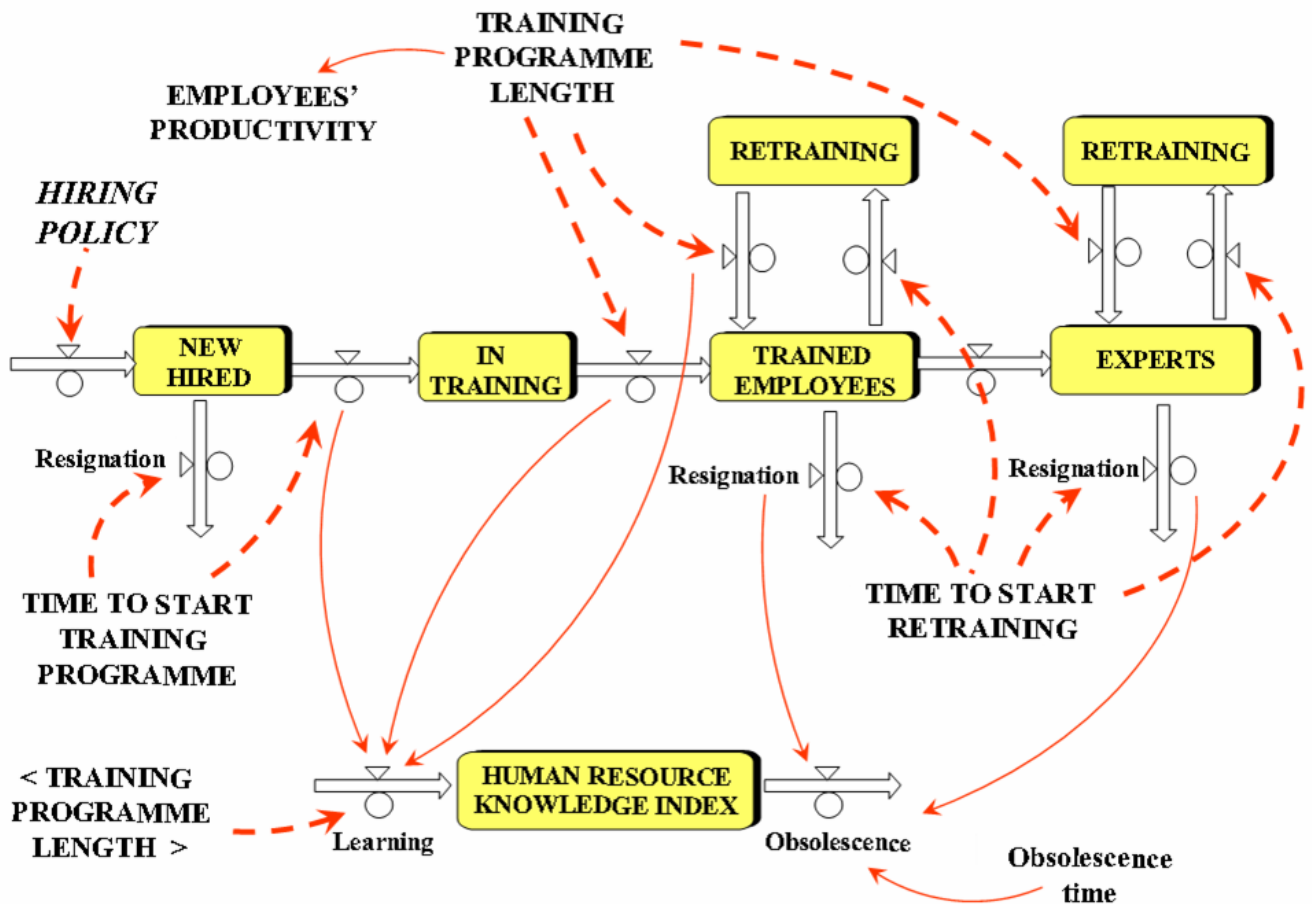 TRAINING
PROGRAMME
LENGTH
EMPLOYEES’
PRODUCTIVITY
RETRAINING
RETRAINING
HIRING
POLICY
NEW
HIRED
IN
TRAINING
TRAINED
EMPLOYEES
EXPERTS
Resignation
Resignation
Resignation
TIME TO START
TRAINING
PROGRAMME
TIME TO START
RETRAINING
< TRAINING
PROGRAMME
LENGTH >
HUMAN RESOURCE
KNOWLEDGE INDEX
Learning
Obsolescence
Obsolescence
time